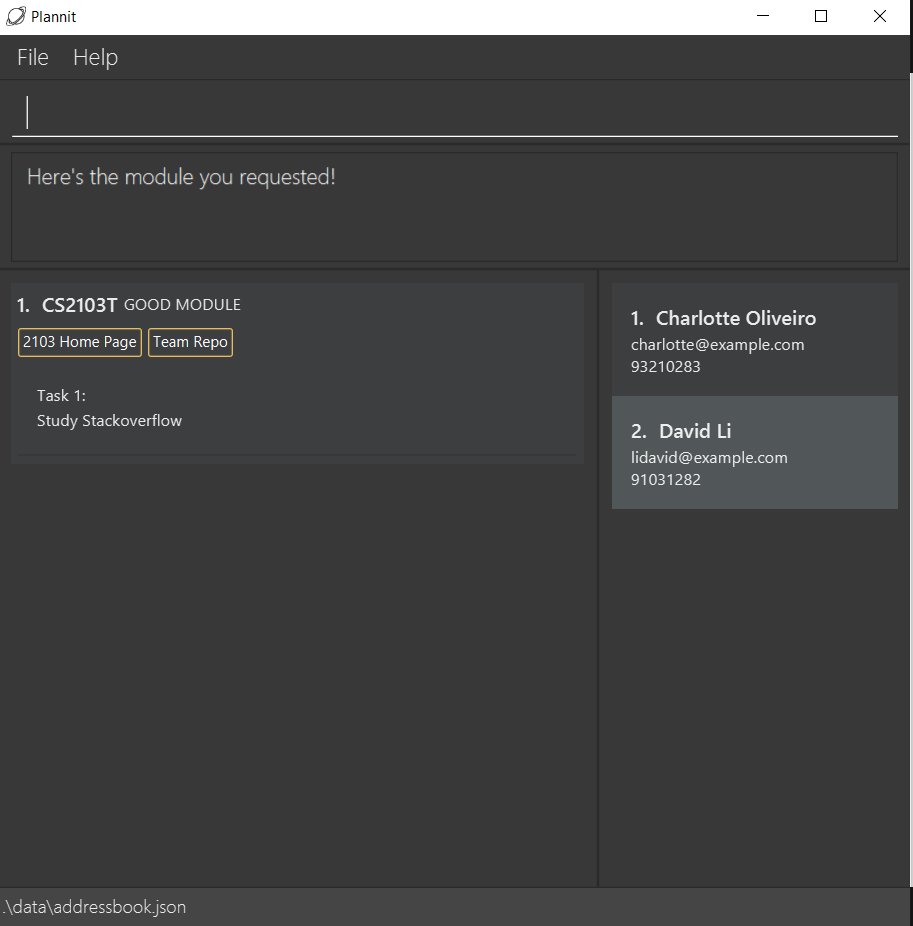 Plannit
File Help
Here's the module you requested!
1. CS2103T GOOD MODULE
2103 Home Page Team Repo
Task 1:
Study Stackoverflow
1. Charlotte Oliveiro
charlotte@example.com
93210283
2. David Li
lidavid@example.com
91031282
.\data\addressbook.json